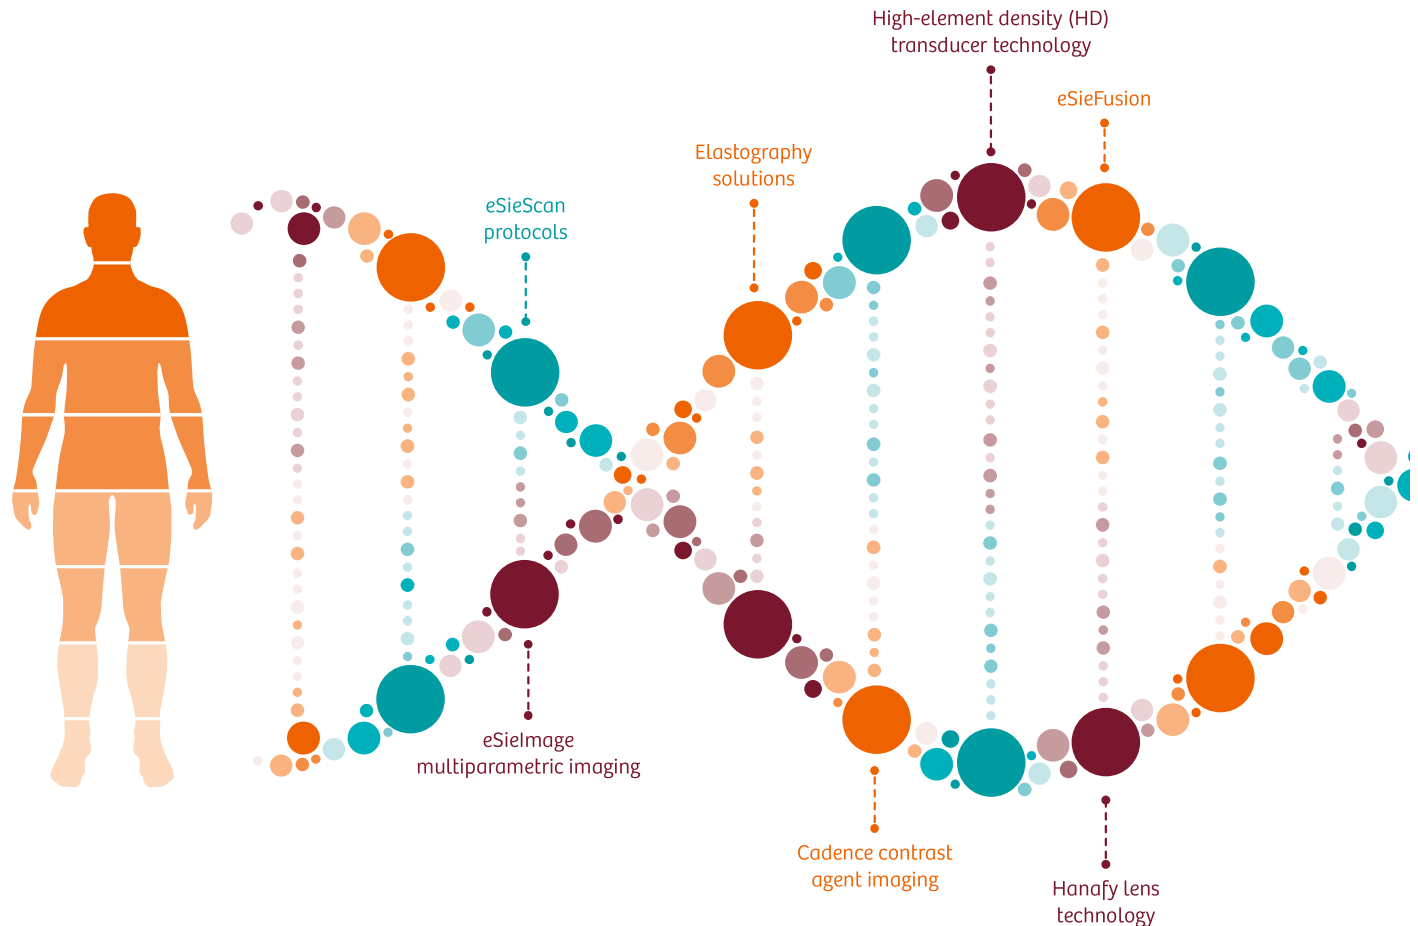 High-element density (HD)
transducer technology
eSieFusion
Elastography
solutions
eSieScan
protocols
eSieImage
multiparametric imaging
Cadence contrast
agent imaging
Hanafy lens
technology